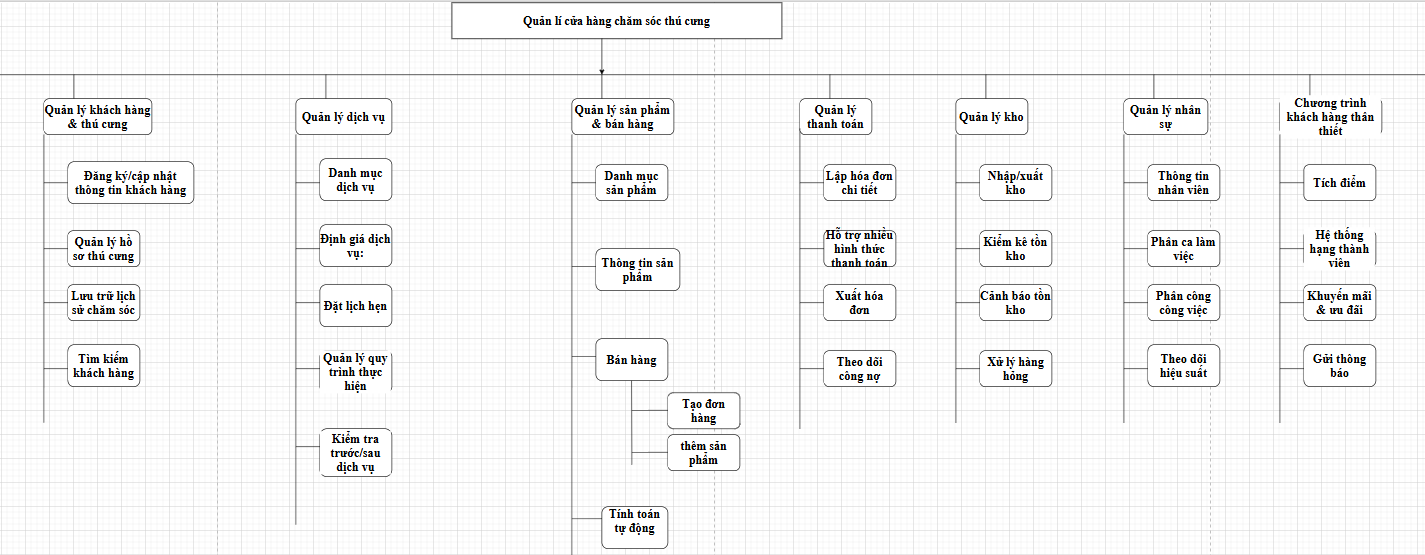 Quản lí cửa hàng chăm sóc thú cưng
Quản lý khách hàng
& thú cưng
Đăng ký/cập nhật
thông tin khách hàng
Quản lý hồ
sơ thú cưng
Lưu trữ lịch
sử chăm sóc
Tìm kiếm
khách hàng
Quản lý dịch vụ
Danh mục
dịch vụ
Định giá dịch
vụ:
Đặt lịch hẹn
Quản lý quy
trình thực
hiện
Kiểm tra
trước/sau
dịch vụ
Quản lý sản phẩm
& bán hàng
Danh mục
sản phẩm
Thông tin sản
phẩm
Bán hàng
Tạo đơn
hàng
thêm sản
phẩm
Tính toán
tự động
Quản lý
thanh toán
Lập hóa đơn
chi tiết
Hỗ trợ nhiều
hình thức
thanh toán
Xuất hóa
đơn
Theo dõi
công nợ
Quản lý kho
Nhập/xuất
kho
Kiểm kê tồn
kho
Cảnh báo tồn
kho
Xử lý hàng
hỏng
Quản lý nhân
sự
Thông tin
nhân viên
Phân ca làm
việc
Phân công
công việc
Theo dõi
hiệu suất
Chương trình
khách hàng thân
thiết
Tích điểm
Hệ thống
hạng thành
viên
Khuyến mãi
& ưu đãi
Gửi thông
báo